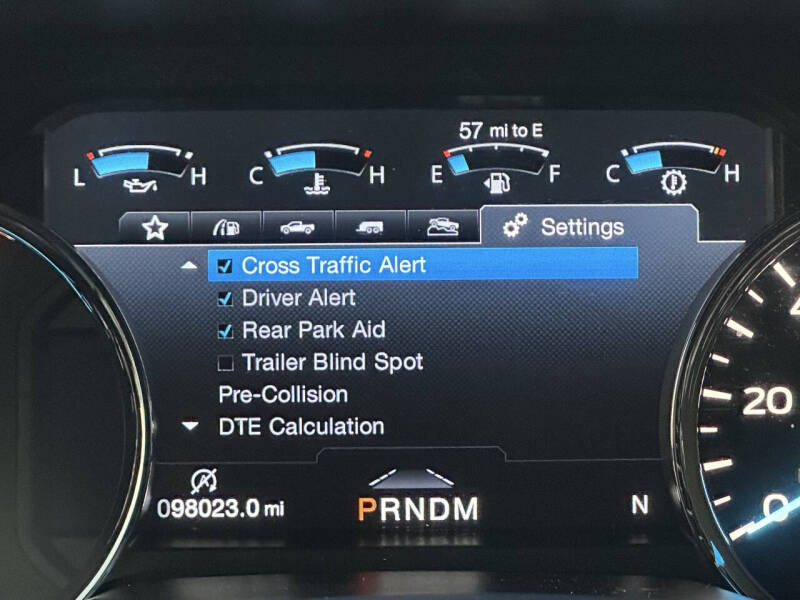 57 mi to E
L H C H E F C H
Settings
Cross Traffic Alert
Driver Alert
Rear Park Aid
Trailer Blind Spot
Pre-Collision
DTE Calculation
20
098023.0 mi PRNDM N 0